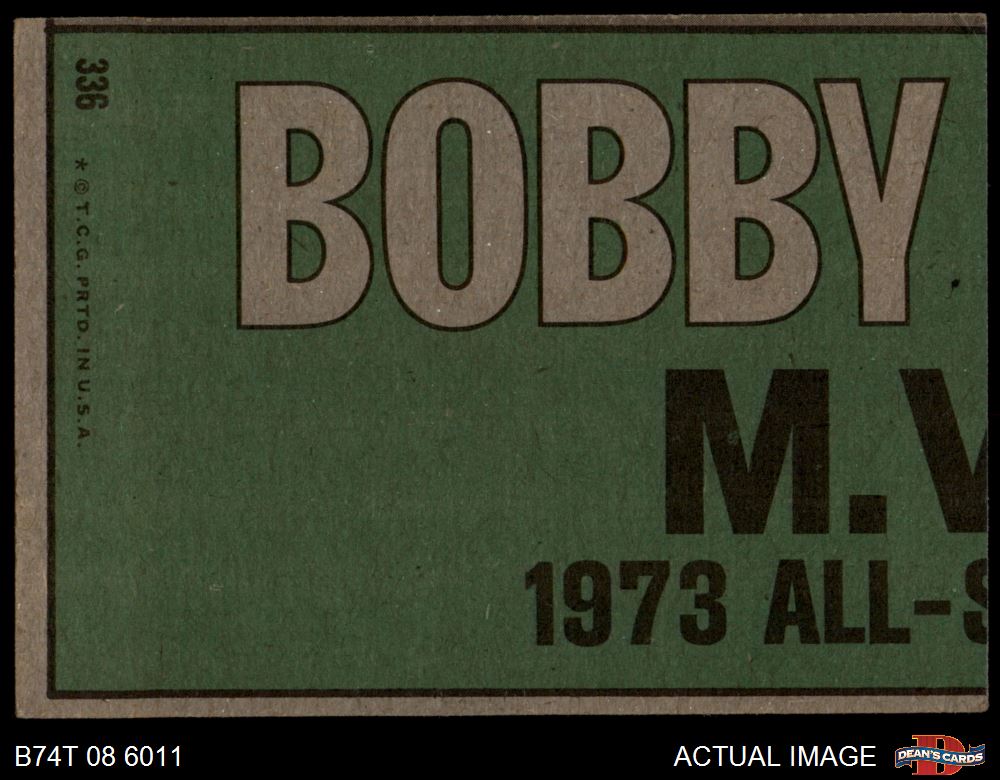 336
* © T.C.G. PRTD. IN U.S.A.
BOBBY
M.V
1973 ALL-S
B74T 08 6011
ACTUAL IMAGE
D
DEAN'S CARDS